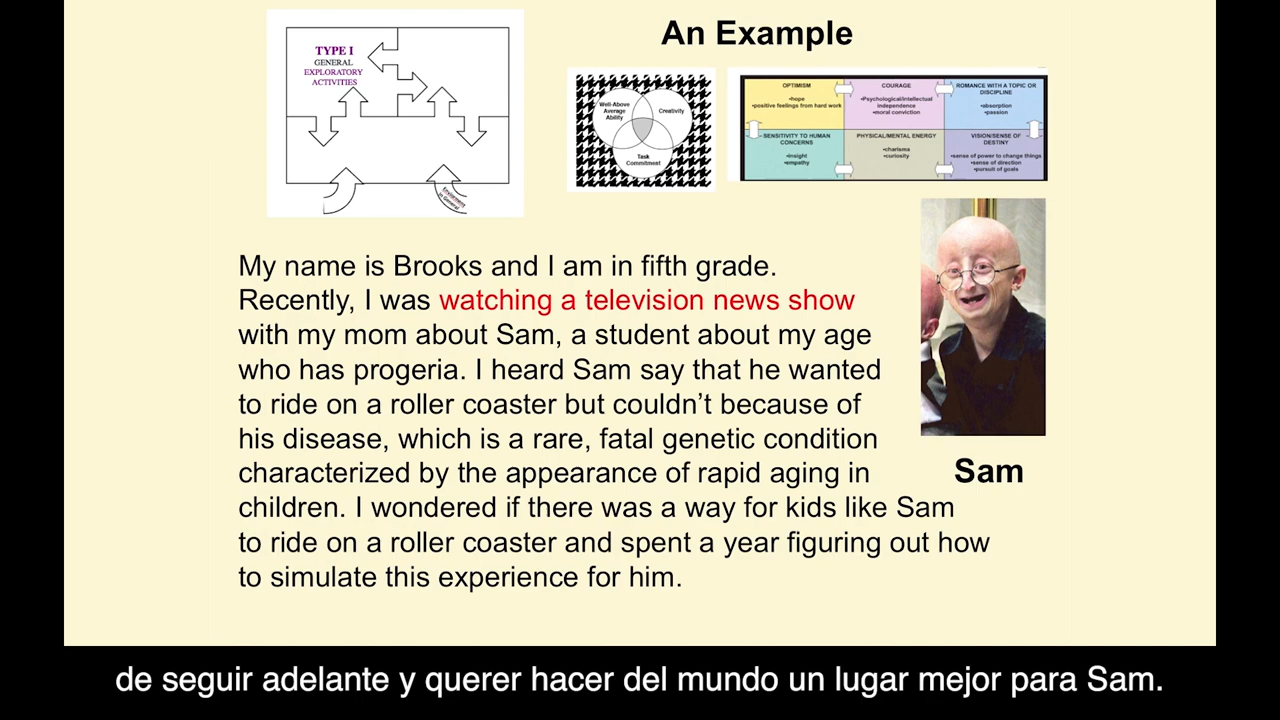 An Example
TYPE I
GENERAL
EXPLORATORY
ACTIVITIES
Environment
in General
Well-Above
Average
Ability
Creativity
Task
Commitment
OPTIMISM
•hope
•positive feelings from hard work
COURAGE
•Psychological/intellectual
independence
•moral conviction
ROMANCE WITH A TOPIC OR
DISCIPLINE
•absorption
•passion
SENSITIVITY TO HUMAN
CONCERNS
•insight
•empathy
PHYSICAL/MENTAL ENERGY
•charisma
•curiosity
VISION/SENSE OF
DESTINY
•sense of power to change things
•sense of direction
•pursuit of goals
My name is Brooks and I am in fifth grade.
Recently, I was watching a television news show
with my mom about Sam, a student about my age
who has progeria. I heard Sam say that he wanted
to ride on a roller coaster but couldn’t because of
his disease, which is a rare, fatal genetic condition
characterized by the appearance of rapid aging in
children. I wondered if there was a way for kids like Sam
to ride on a roller coaster and spent a year figuring out how
to simulate this experience for him.
Sam
de seguir adelante y querer hacer del mundo un lugar mejor para Sam.